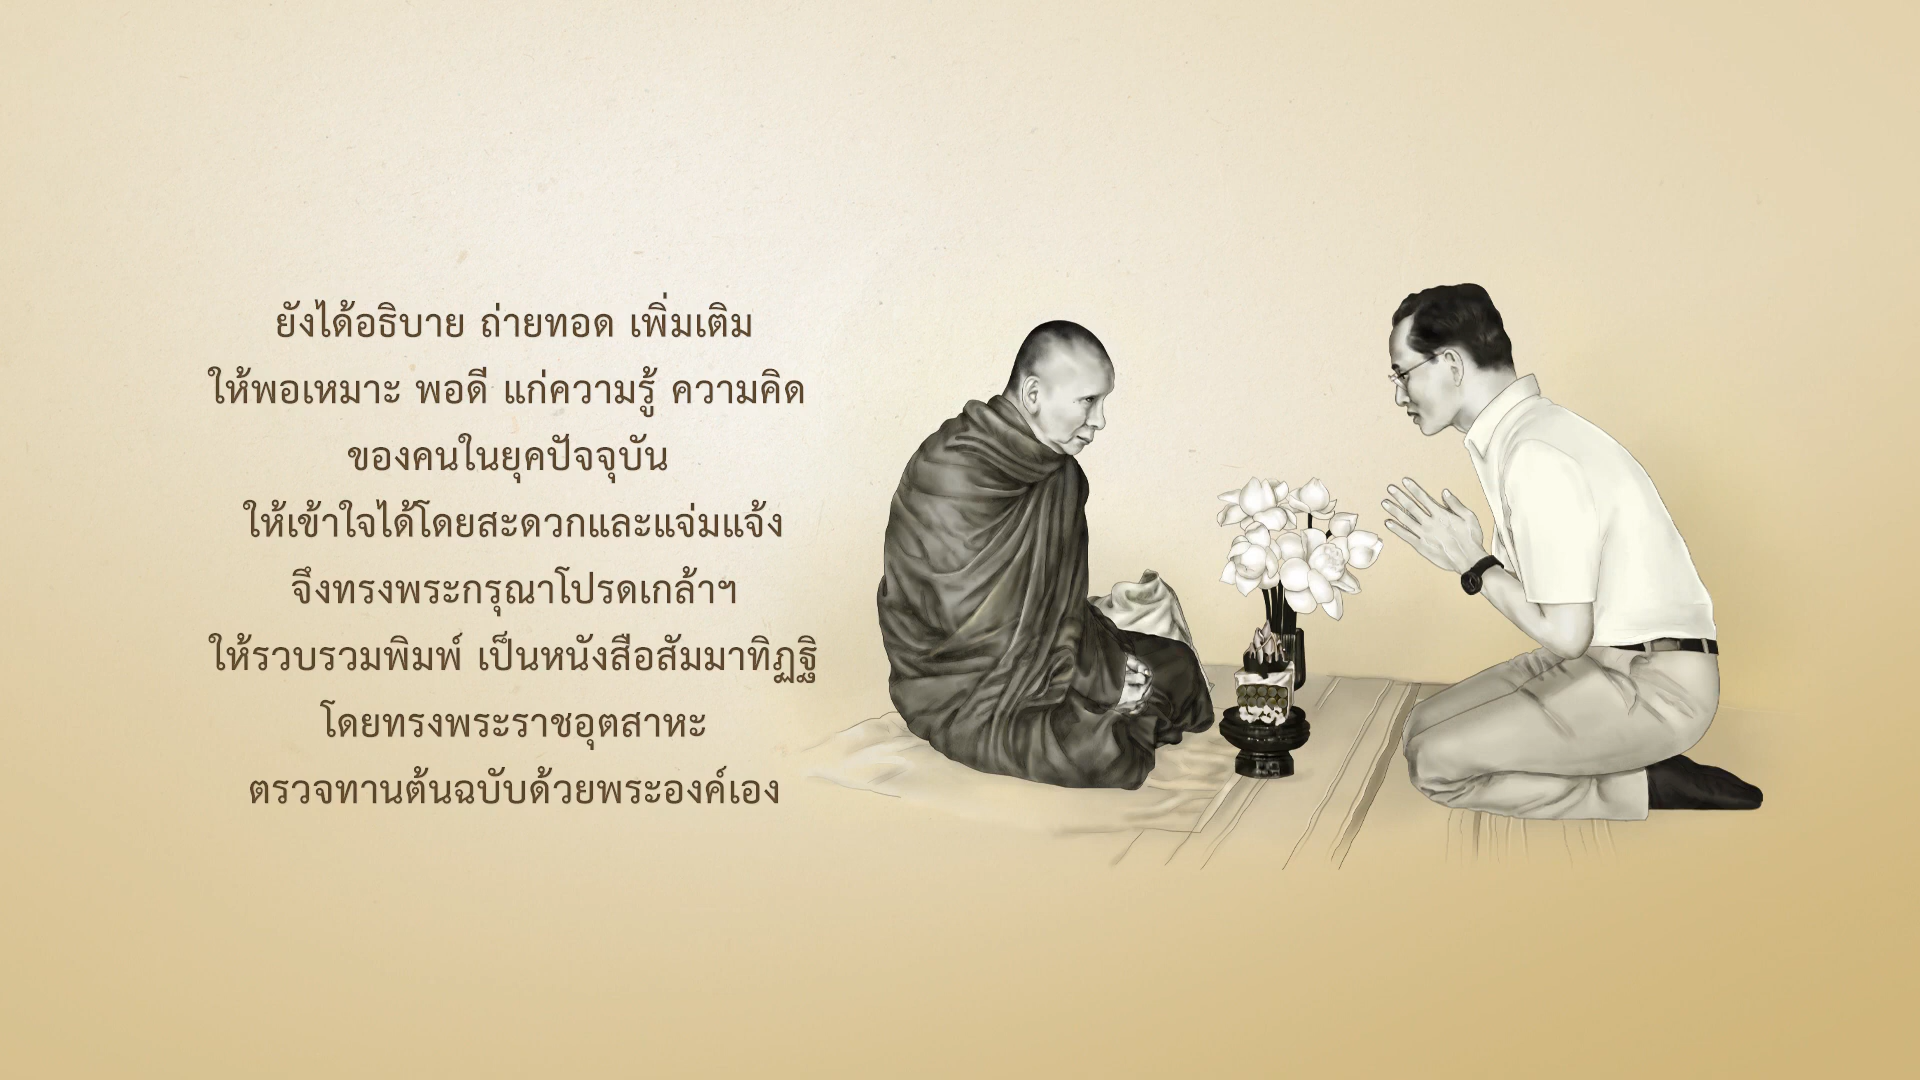 ยังได้อธิบาย ถ่ายทอด เพิ่มเติม
ให้พอเหมาะ พอดี แก่ความรู้ ความคิด
ของคนในยุคปัจจุบัน
ให้เข้าใจได้โดยสะดวกและแจ่มแจ้ง
จึงทรงพระกรุณาโปรดเกล้าฯ
ให้รวบรวมพิมพ์ เป็นหนังสือสัมมาทิฏฐิ
โดยทรงพระราชอุตสาหะ
ตรวจทานต้นฉบับด้วยพระองค์เอง